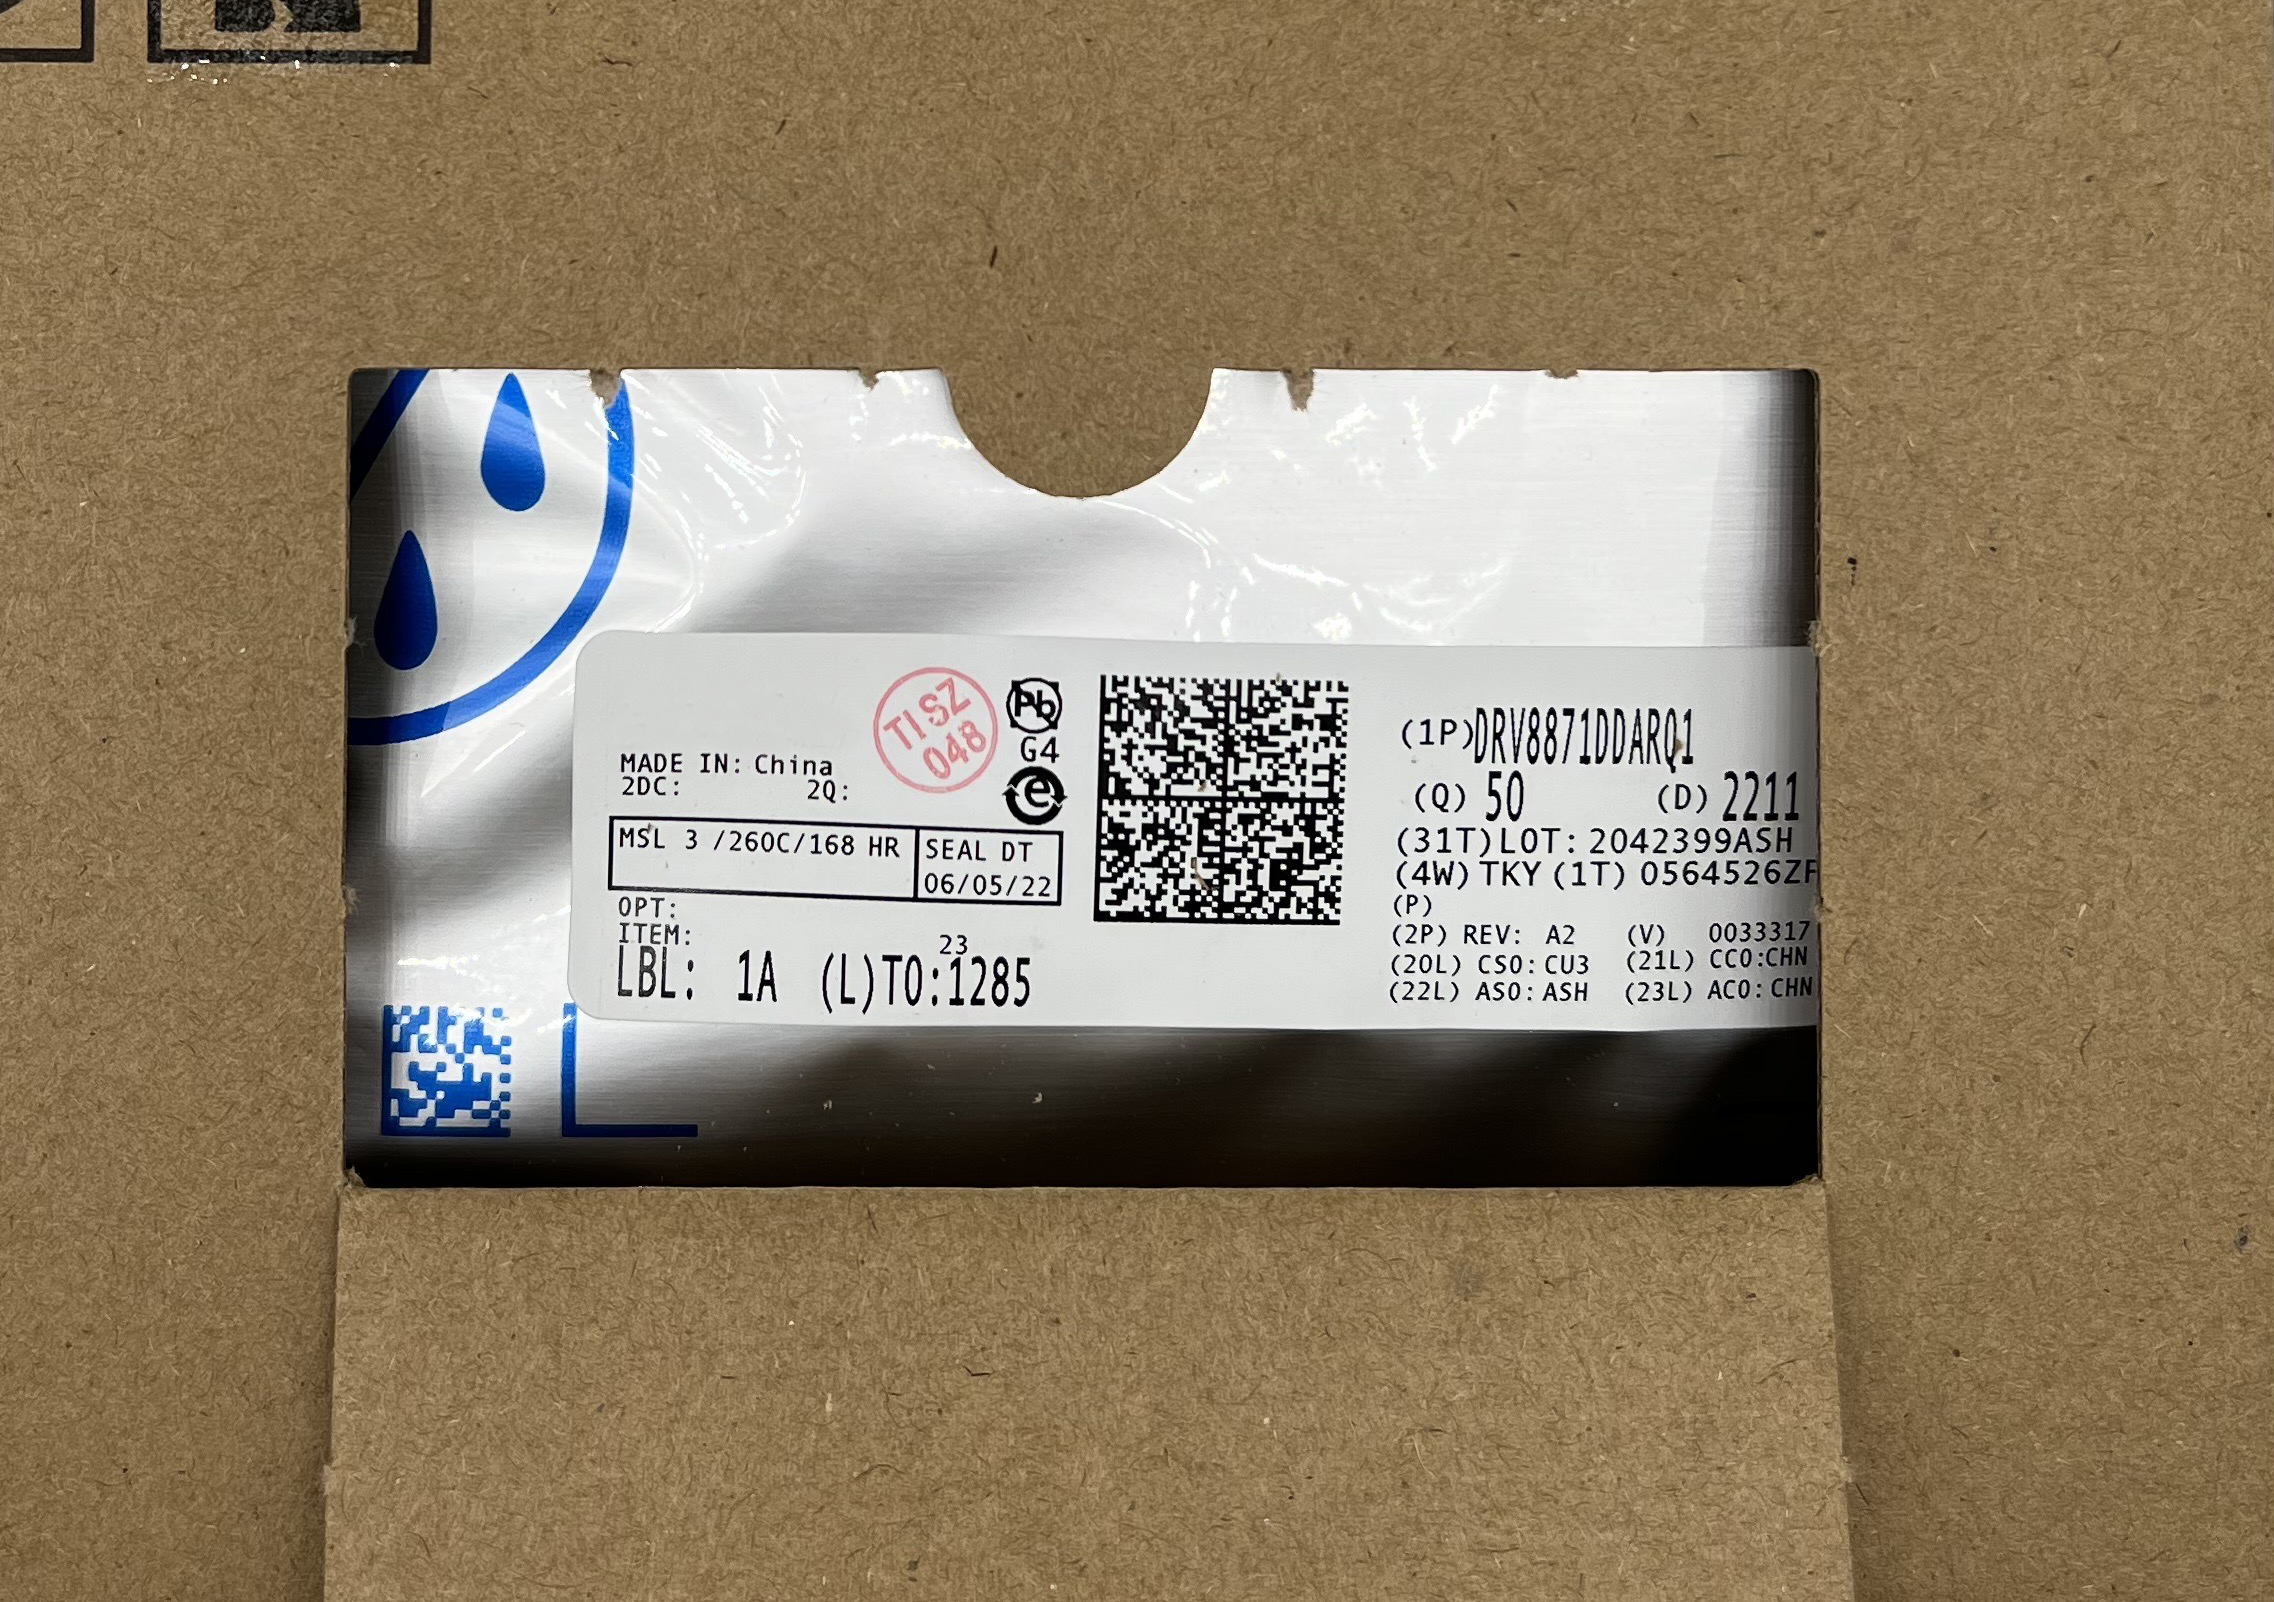 TI SZ
048
Pb
G4
e
MADE IN: China
2DC: 2Q:
MSL 3 /260C/168 HR
SEAL DT
06/05/22
OPT:
ITEM:
23
LBL: 1A (L)TO:1285
(1P)DRV8871DDARQ1
(Q) 50 (D) 2211
(31T)LOT: 2042399ASH
(4W) TKY (1T) 0564526ZF
(P)
(2P) REV: A2 (V) 0033317
(20L) CSO: CU3 (21L) CCO:CHN
(22L) ASO: ASH (23L) ACO: CHN